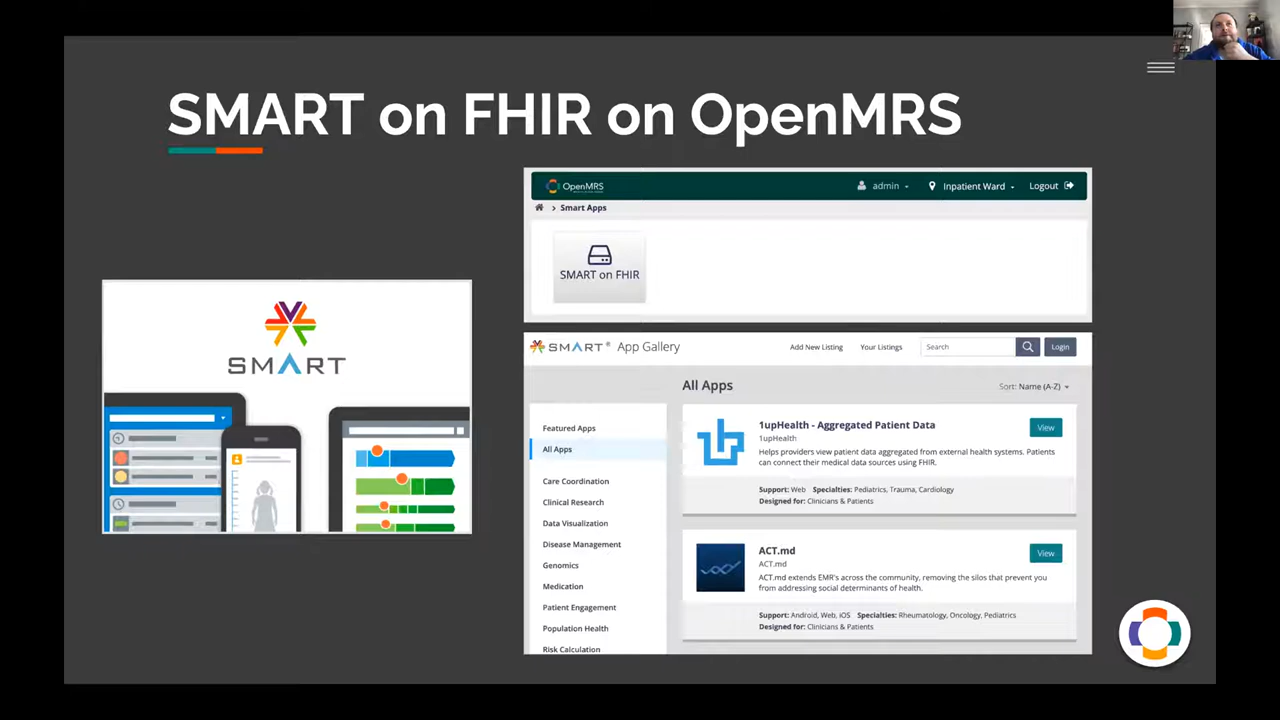 SMART on FHIR on OpenMRS
OpenMRS
admin
Inpatient Ward
Logout
Smart Apps
SMART on FHIR
SMART
SMART® App Gallery
Add New Listing
Your Listings
Search
Login
All Apps
Sort: Name (A-Z)
Featured Apps
All Apps
Care Coordination
Clinical Research
Data Visualization
Disease Management
Genomics
Medication
Patient Engagement
Population Health
Risk Calculation
1upHealth - Aggregated Patient Data
View
1upHealth
Helps providers view patient data aggregated from external health systems. Patients
can connect their medical data sources using FHIR.
Support: Web Specialties: Pediatrics, Trauma, Cardiology
Designed for: Clinicians & Patients
ACT.md
View
ACT.md
ACT.md extends EMR's across the community, removing the silos that prevent you
from addressing social determinants of health.
Support: Android, Web, iOS Specialties: Rheumatology, Oncology, Pediatrics
Designed for: Clinicians & Patients